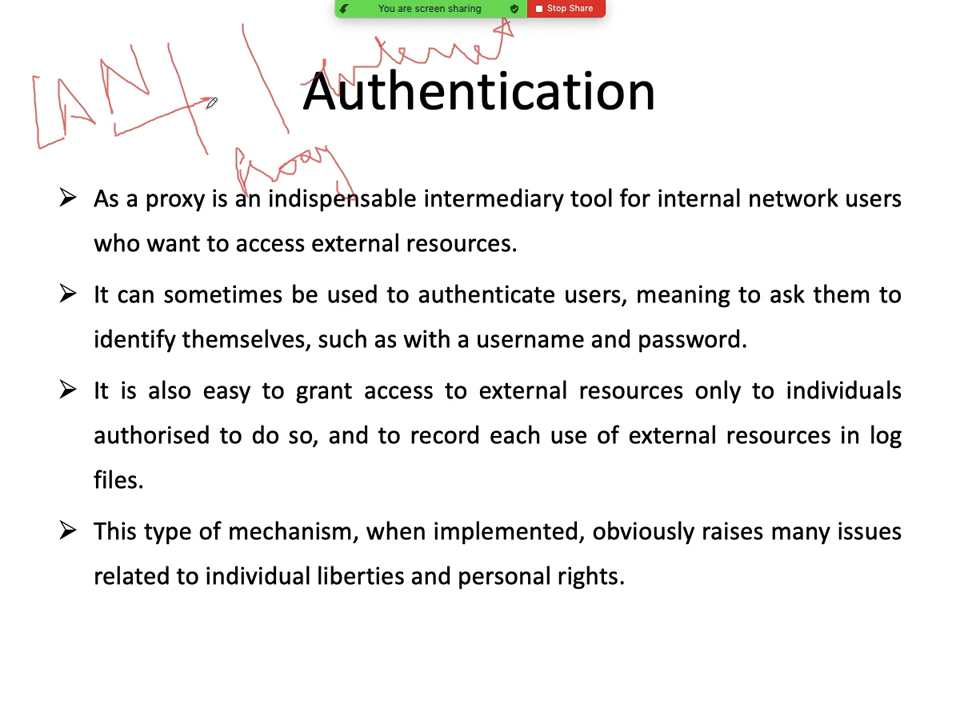 You are screen sharing Stop Share
LAN Internet
Authentication
Proxy
➢ As a proxy is an indispensable intermediary tool for internal network users
who want to access external resources.
➢ It can sometimes be used to authenticate users, meaning to ask them to
identify themselves, such as with a username and password.
➢ It is also easy to grant access to external resources only to individuals
authorised to do so, and to record each use of external resources in log
files.
➢ This type of mechanism, when implemented, obviously raises many issues
related to individual liberties and personal rights.